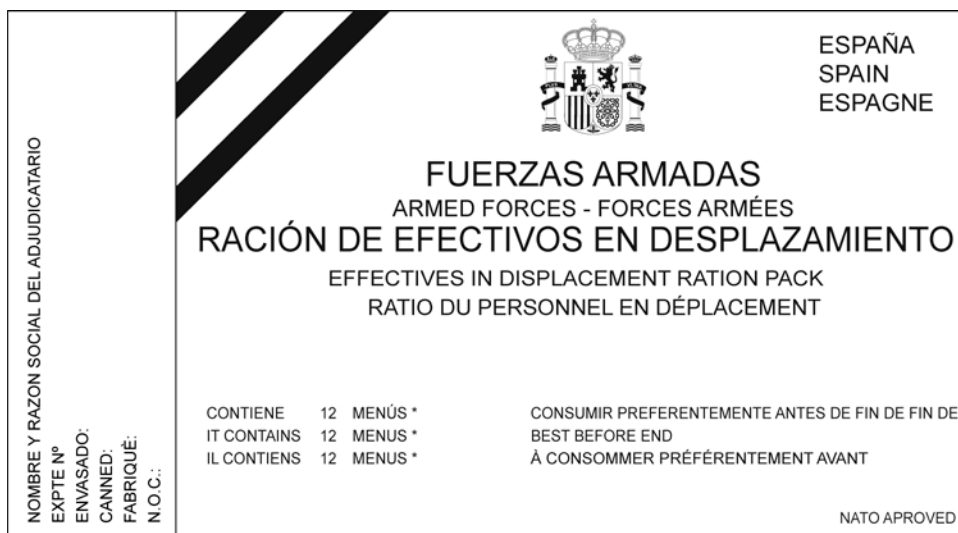 NOMBRE Y RAZON SOCIAL DEL ADJUDICATARIO
EXPTE Nº
ENVASADO:
CANNED:
FABRIQUÈ:
N.O.C.:
ESPAÑA
SPAIN
ESPAGNE
FUERZAS ARMADAS
ARMED FORCES - FORCES ARMÉES
RACIÓN DE EFECTIVOS EN DESPLAZAMIENTO
EFFECTIVES IN DISPLACEMENT RATION PACK
RATIO DU PERSONNEL EN DÉPLACEMENT
CONTIENE 12 MENÚS * CONSUMIR PREFERENTEMENTE ANTES DE FIN DE FIN DE
IT CONTAINS 12 MENUS * BEST BEFORE END
IL CONTIENS 12 MENUS * À CONSOMMER PRÉFÉRENTEMENT AVANT
NATO APROVED